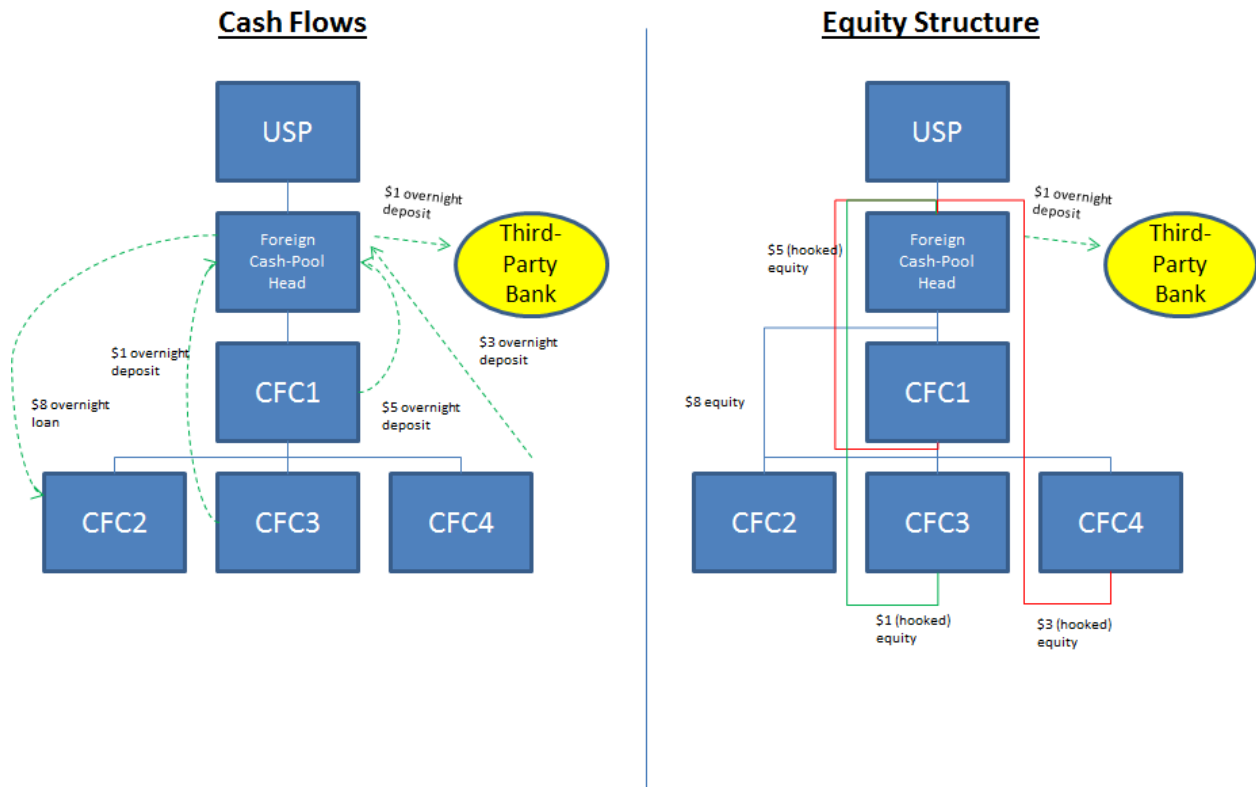 Cash Flows
USP
$1 overnight
deposit
Foreign
Cash-Pool
Head
Third-
Party
Bank
$1 overnight
deposit
$3 overnight
deposit
CFC1
$8 overnight
loan
$5 overnight
deposit
CFC2
CFC3
CFC4
Equity Structure
USP
$1 overnight
deposit
$5 (hooked)
equity
Foreign
Cash-Pool
Head
Third-
Party
Bank
CFC1
$8 equity
CFC2
CFC3
CFC4
$1 (hooked)
equity
$3 (hooked)
equity